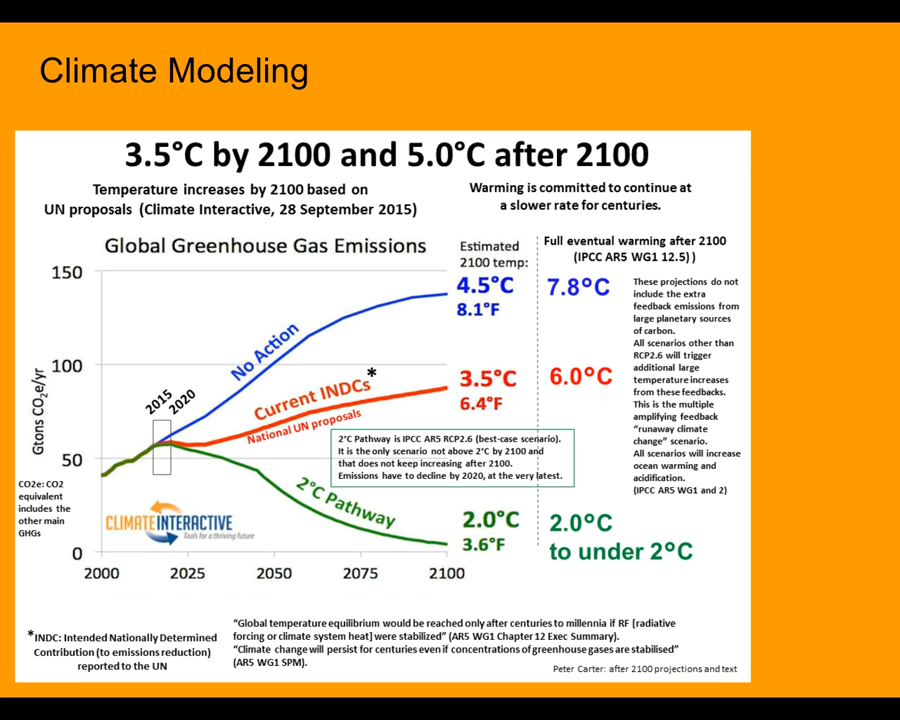 Climate Modeling
3.5°C by 2100 and 5.0°C after 2100
Temperature increases by 2100 based on
UN proposals (Climate Interactive, 28 September 2015)
Warming is committed to continue at
a slower rate for centuries.
Global Greenhouse Gas Emissions
Estimated
2100 temp:
Full eventual warming after 2100
(IPCC AR5 WG1 12.5) )
150
100
50
0
Gtons CO2e/yr
2000
2025
2050
2075
2100
2015
2020
No Action
Current INDCs
*
National UN proposals
2°C Pathway
4.5°C
8.1°F
7.8°C
3.5°C
6.4°F
6.0°C
2.0°C
3.6°F
2.0°C
to under 2°C
2°C Pathway is IPCC AR5 RCP2.6 (best-case scenario).
It is the only scenario not above 2°C by 2100 and
that does not keep increasing after 2100.
Emissions have to decline by 2020, at the very latest.
These projections do not
include the extra
feedback emissions from
large planetary sources
of carbon.
All scenarios other than
RCP2.6 will trigger
additional large
temperature increases
from these feedbacks.
This is the multiple
amplifying feedback
"runaway climate
change" scenario.
All scenarios will increase
ocean warming and
acidification.
(IPCC AR5 WG1 and 2)
CO2e: CO2
equivalent
includes the
other main
GHGs
CLIMATEINTERACTIVE
Tools for a thriving future
*INDC: Intended Nationally Determined
Contribution (to emissions reduction)
reported to the UN
"Global temperature equilibrium would be reached only after centuries to millennia if RF [radiative
forcing or climate system heat] were stabilized" (AR5 WG1 Chapter 12 Exec Summary).
"Climate change will persist for centuries even if concentrations of greenhouse gases are stabilised"
(AR5 WG1 SPM).
Peter Carter: after 2100 projections and text